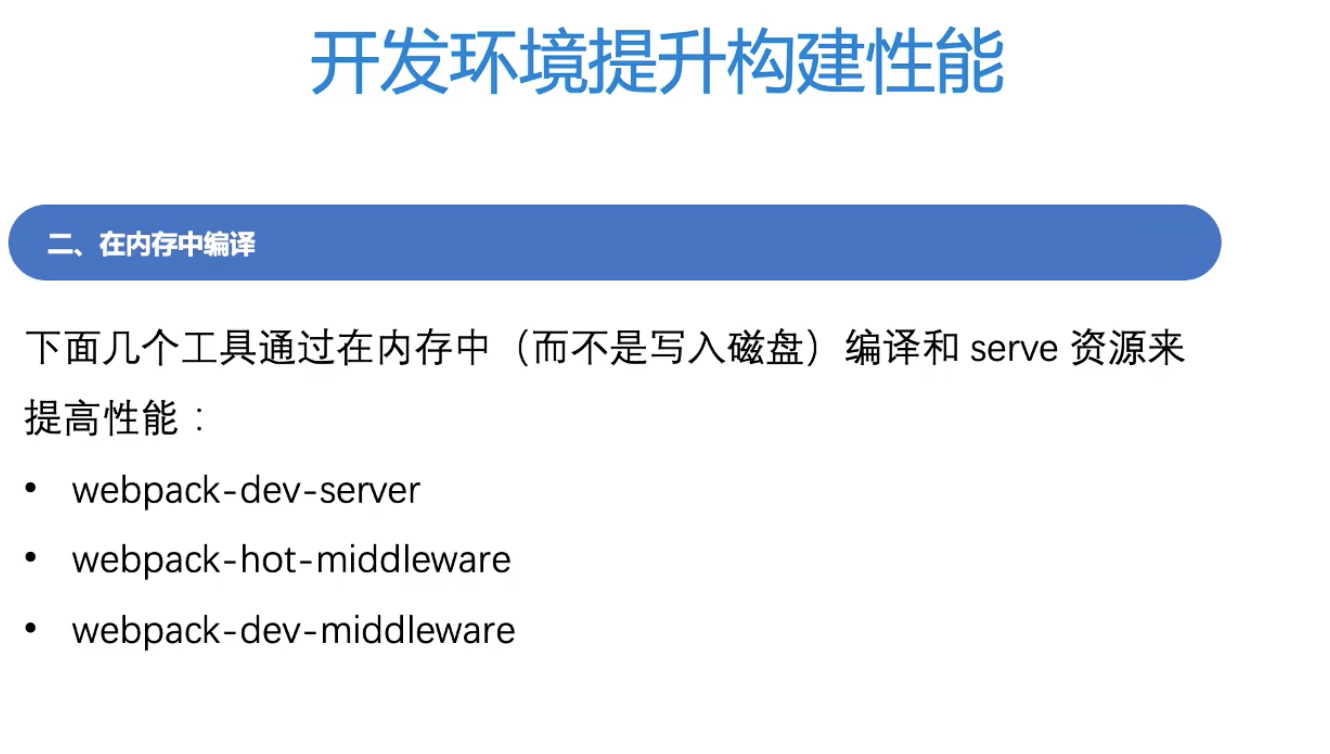 开发环境提升构建性能
二、在内存中编译
下面几个工具通过在内存中（而不是写入磁盘）编译和 serve 资源来
提高性能：
• webpack-dev-server
• webpack-hot-middleware
• webpack-dev-middleware